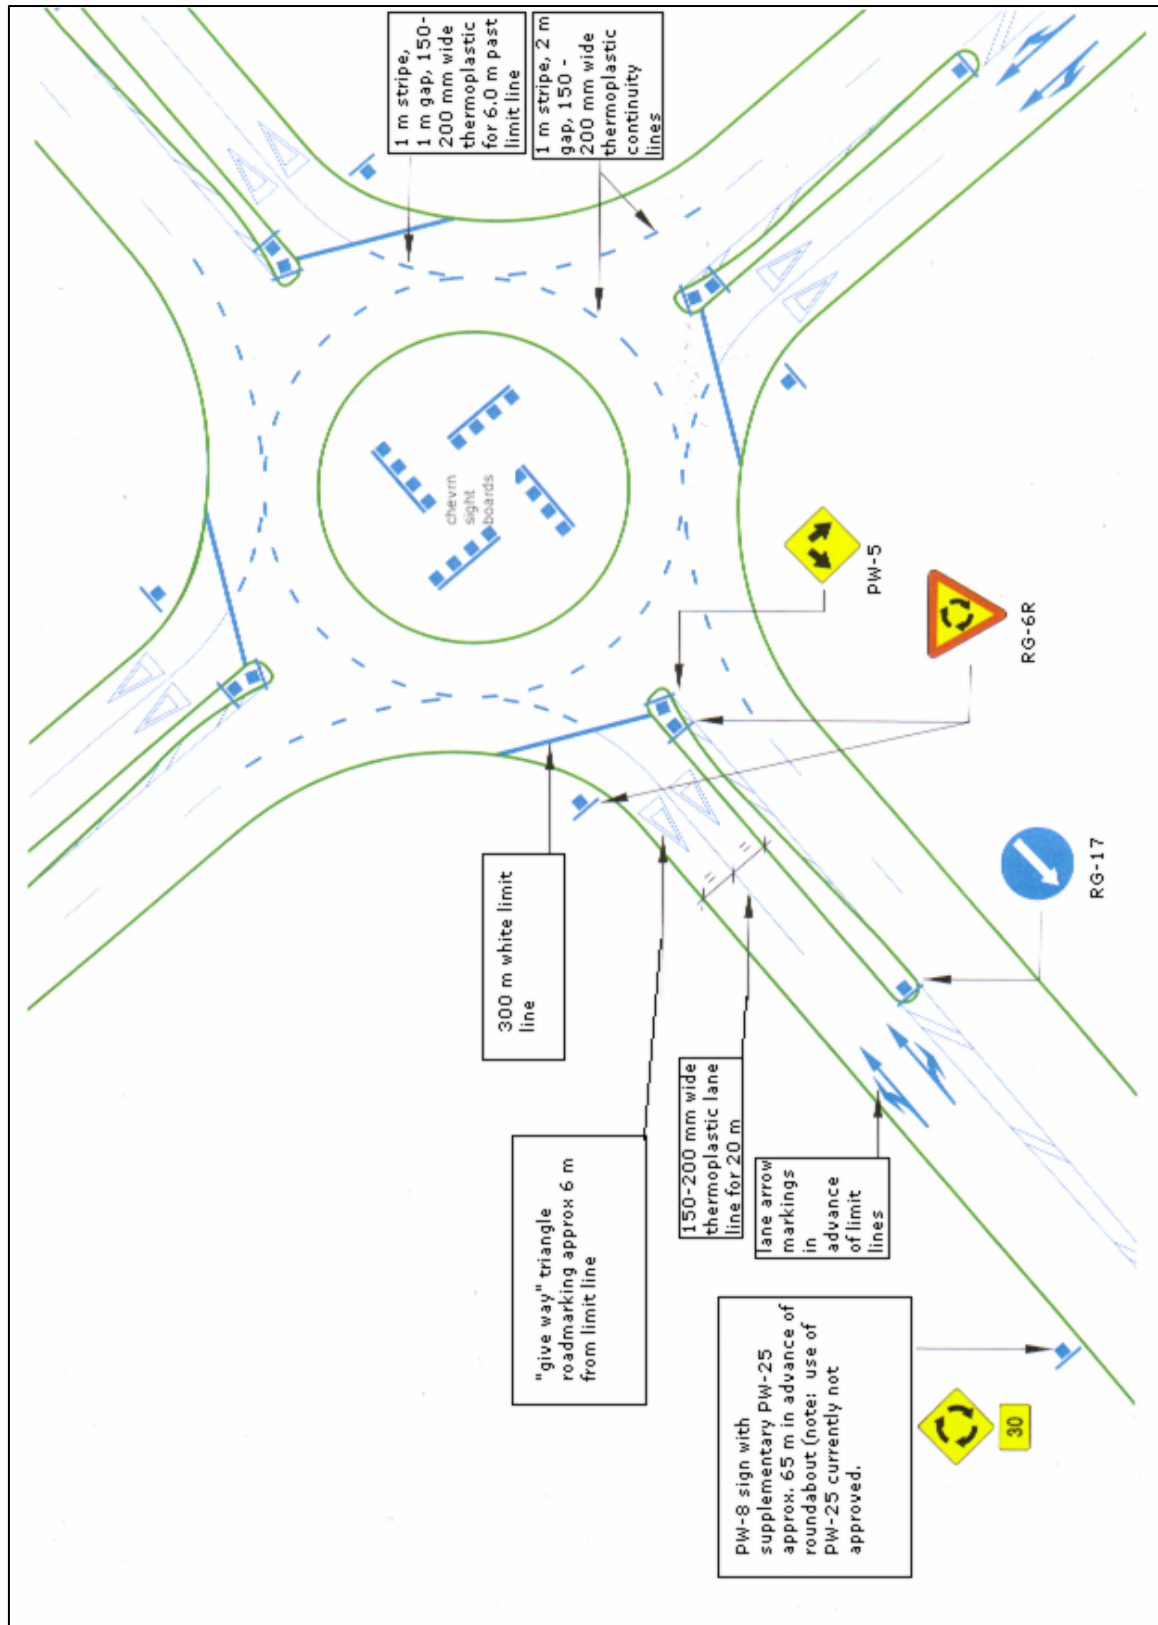 1 m stripe,
1 m gap, 150-
200 mm wide
thermoplastic
for 6.0 m past
limit line
1 m stripe, 2 m
gap, 150 -
200 mm wide
thermoplastic
continuity
lines
chevrn
sight
boards
PW-5
RG-6R
RG-17
300 m white limit
line
"give way" triangle
roadmarking approx 6 m
from limit line
150-200 mm wide
thermoplastic lane
line for 20 m
lane arrow
markings
in
advance
of limit
lines
PW-8 sign with
supplementary PW-25
approx. 65 m in advance of
roundabout (note: use of
PW-25 currently not
approved.
30